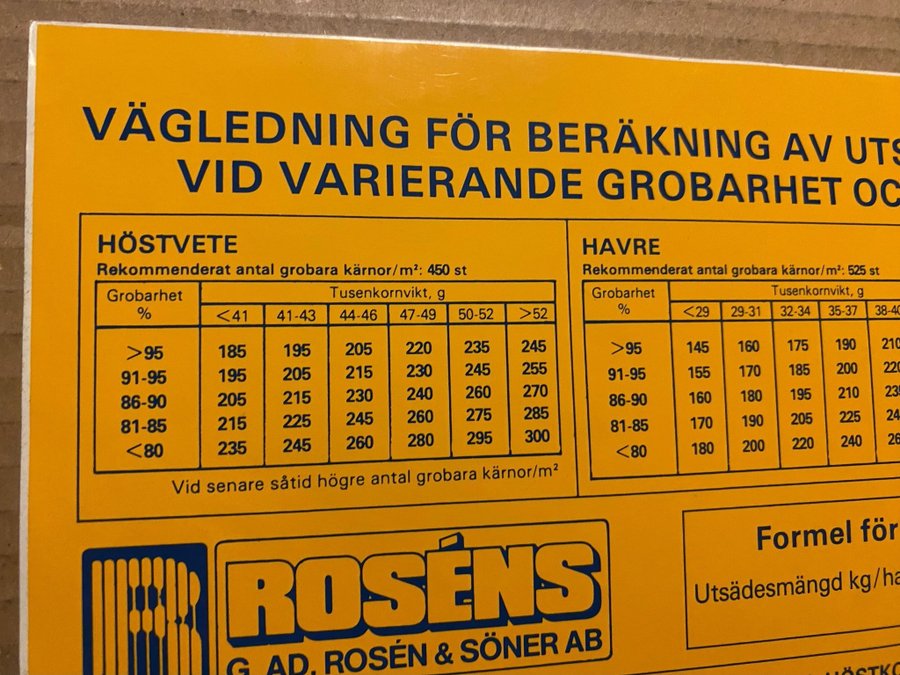 VÄGLEDNING FÖR BERÄKNING AV UTS
VID VARIERANDE GROBARHET OC
HÖSTVETE
Rekommenderat antal grobara kärnor/m²: 450 st
Grobarhet % Tusenkornvikt, g
<41 41-43 44-46 47-49 50-52 >52
>95 185 195 205 220 235 245
91-95 195 205 215 230 245 255
86-90 205 215 230 240 260 270
81-85 215 225 245 260 275 285
<80 235 245 260 280 295 300
Vid senare såtid högre antal grobara kärnor/m²
HAVRE
Rekommenderat antal grobara kärnor/m²: 525 st
Grobarhet % Tusenkornvikt, g
<29 29-31 32-34 35-37 38-40
>95 145 160 175 190 210
91-95 155 170 185 200
86-90 160 180 195 210
81-85 170 190 205 225
<80 180 200 220 240
ROSÉNS
G. AD. ROSÉN & SÖNER AB
Formel för
Utsädesmängd kg/ha